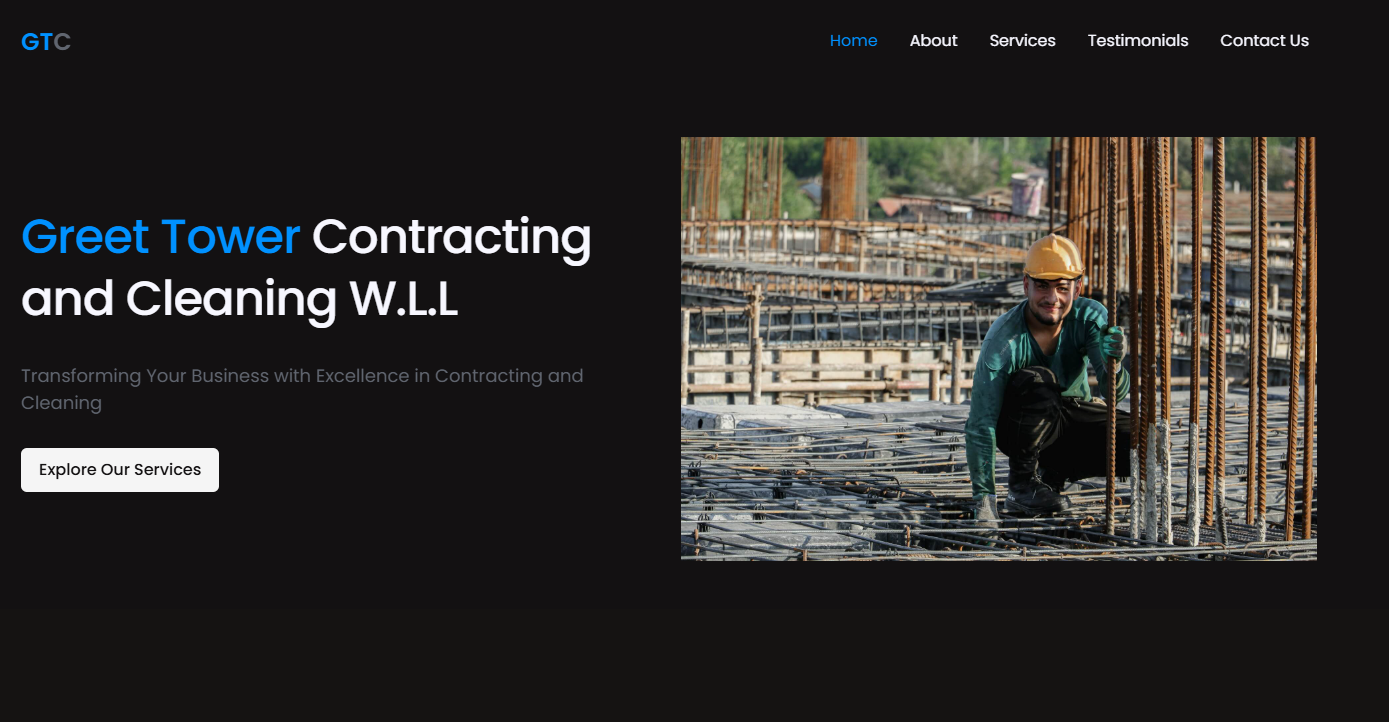 GTC
Home About Services Testimonials Contact Us
Greet Tower Contracting
and Cleaning W.L.L
Transforming Your Business with Excellence in Contracting and
Cleaning
Explore Our Services